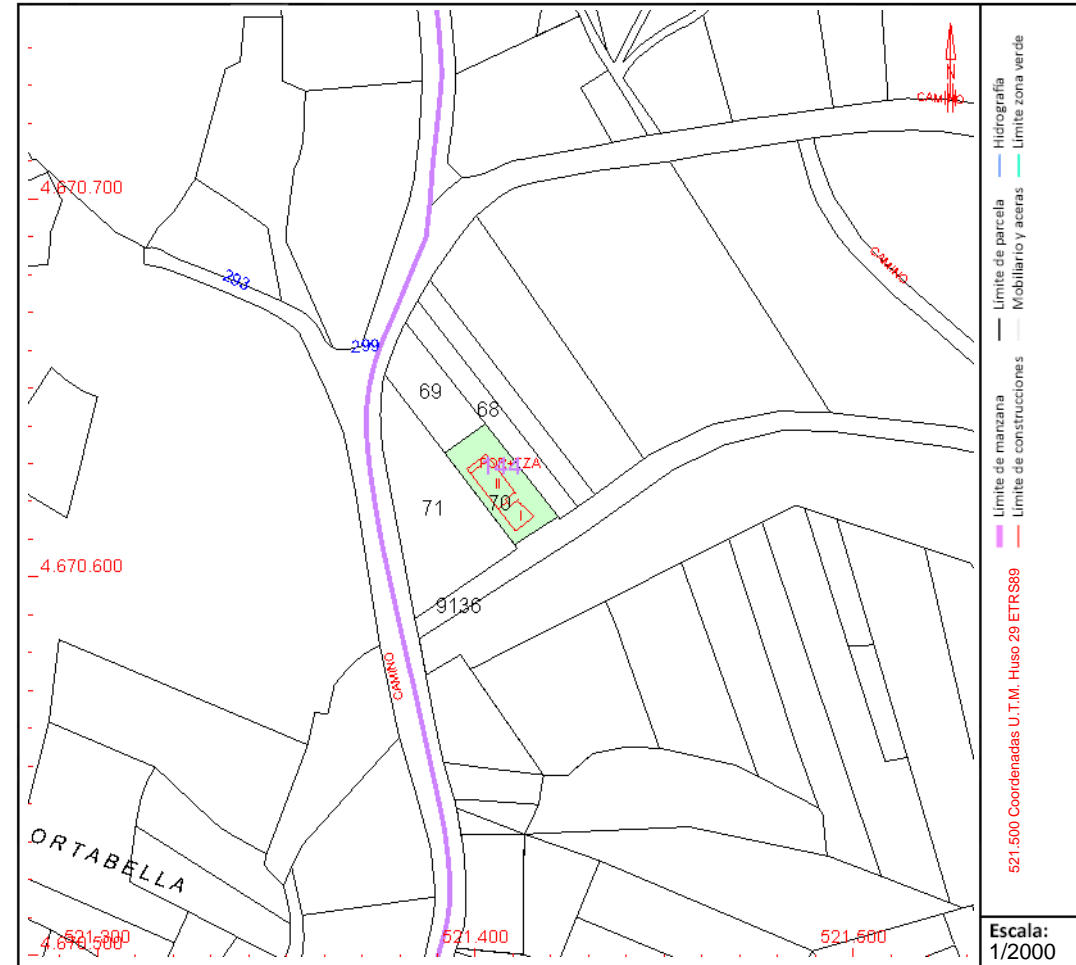 N
CAMINO
4.670.700
293
CAMINO
299
69
68
144
II
70
I
71
4.670.600
9136
CAMINO
ORTABELLA
521.300
521.400
521.500
4.670.500
Hidrografía
Límite zona verde
Límite de parcela
Mobiliario y aceras
Límite de manzana
Límite de construcciones
521.500 Coordenadas U.T.M. Huso 29 ETRS89
Escala:
1/2000